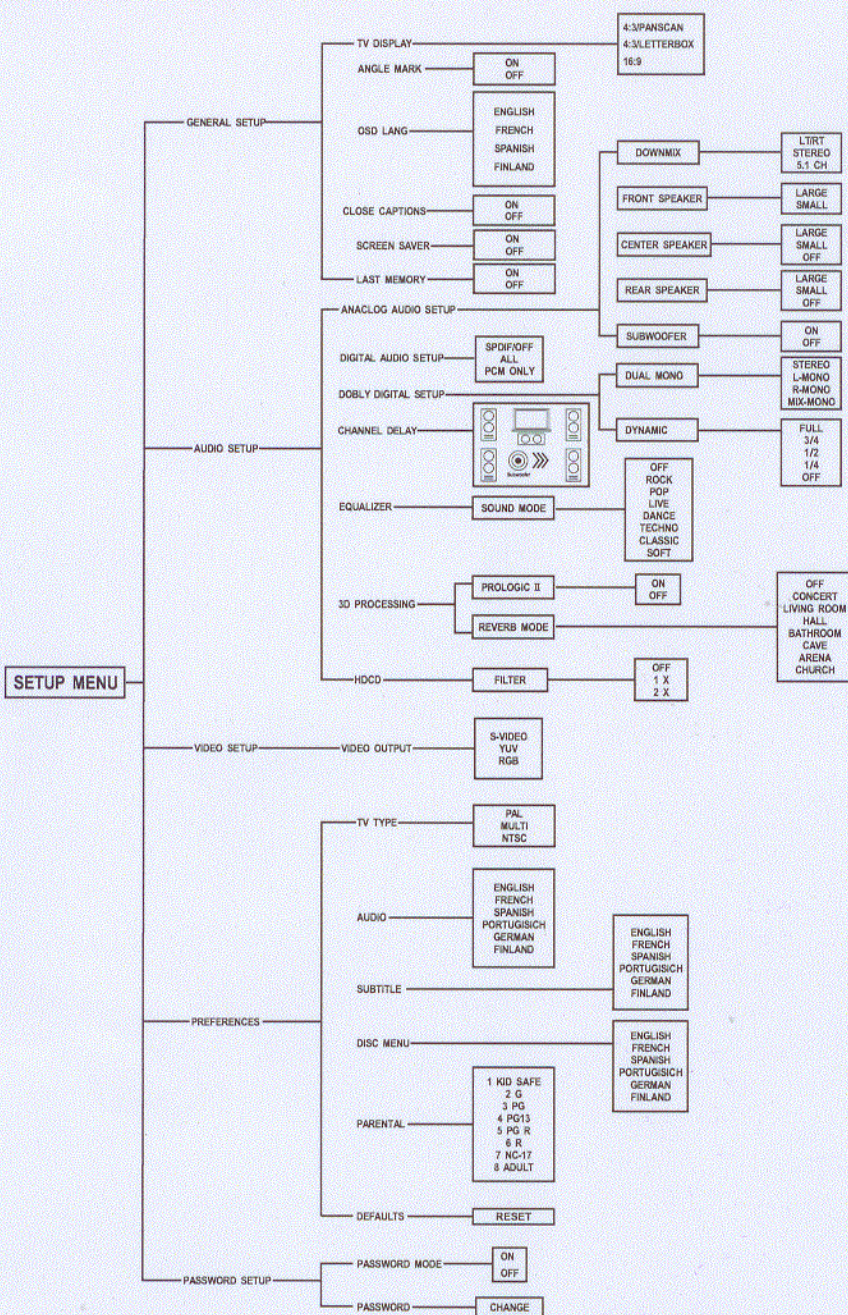 SETUP MENU
GENERAL SETUP
TV DISPLAY
4:3/PANSCAN
4:3/LETTERBOX
16:9
ANGLE MARK
ON
OFF
OSD LANG
ENGLISH
FRENCH
SPANISH
FINLAND
CLOSE CAPTIONS
ON
OFF
SCREEN SAVER
ON
OFF
LAST MEMORY
ON
OFF
AUDIO SETUP
ANACLOG AUDIO SETUP
DOWNMIX
LT/RT
STEREO
5.1 CH
FRONT SPEAKER
LARGE
SMALL
CENTER SPEAKER
LARGE
SMALL
OFF
REAR SPEAKER
LARGE
SMALL
OFF
SUBWOOFER
ON
OFF
DIGITAL AUDIO SETUP
SPDIF/OFF
ALL
PCM ONLY
DOBLY DIGITAL SETUP
DUAL MONO
STEREO
L-MONO
R-MONO
MIX-MONO
DYNAMIC
FULL
3/4
1/2
1/4
OFF
CHANNEL DELAY
Subwoofer
EQUALIZER
SOUND MODE
OFF
ROCK
POP
LIVE
DANCE
TECHNO
CLASSIC
SOFT
3D PROCESSING
PROLOGIC II
ON
OFF
REVERB MODE
OFF
CONCERT
LIVING ROOM
HALL
BATHROOM
CAVE
ARENA
CHURCH
HDCD
FILTER
OFF
1 X
2 X
VIDEO SETUP
VIDEO OUTPUT
S-VIDEO
YUV
RGB
PREFERENCES
TV TYPE
PAL
MULTI
NTSC
AUDIO
ENGLISH
FRENCH
SPANISH
PORTUGISICH
GERMAN
FINLAND
SUBTITLE
ENGLISH
FRENCH
SPANISH
PORTUGISICH
GERMAN
FINLAND
DISC MENU
ENGLISH
FRENCH
SPANISH
PORTUGISICH
GERMAN
FINLAND
PARENTAL
1 KID SAFE
2 G
3 PG
4 PG13
5 PG R
6 R
7 NC-17
8 ADULT
DEFAULTS
RESET
PASSWORD SETUP
PASSWORD MODE
ON
OFF
PASSWORD
CHANGE